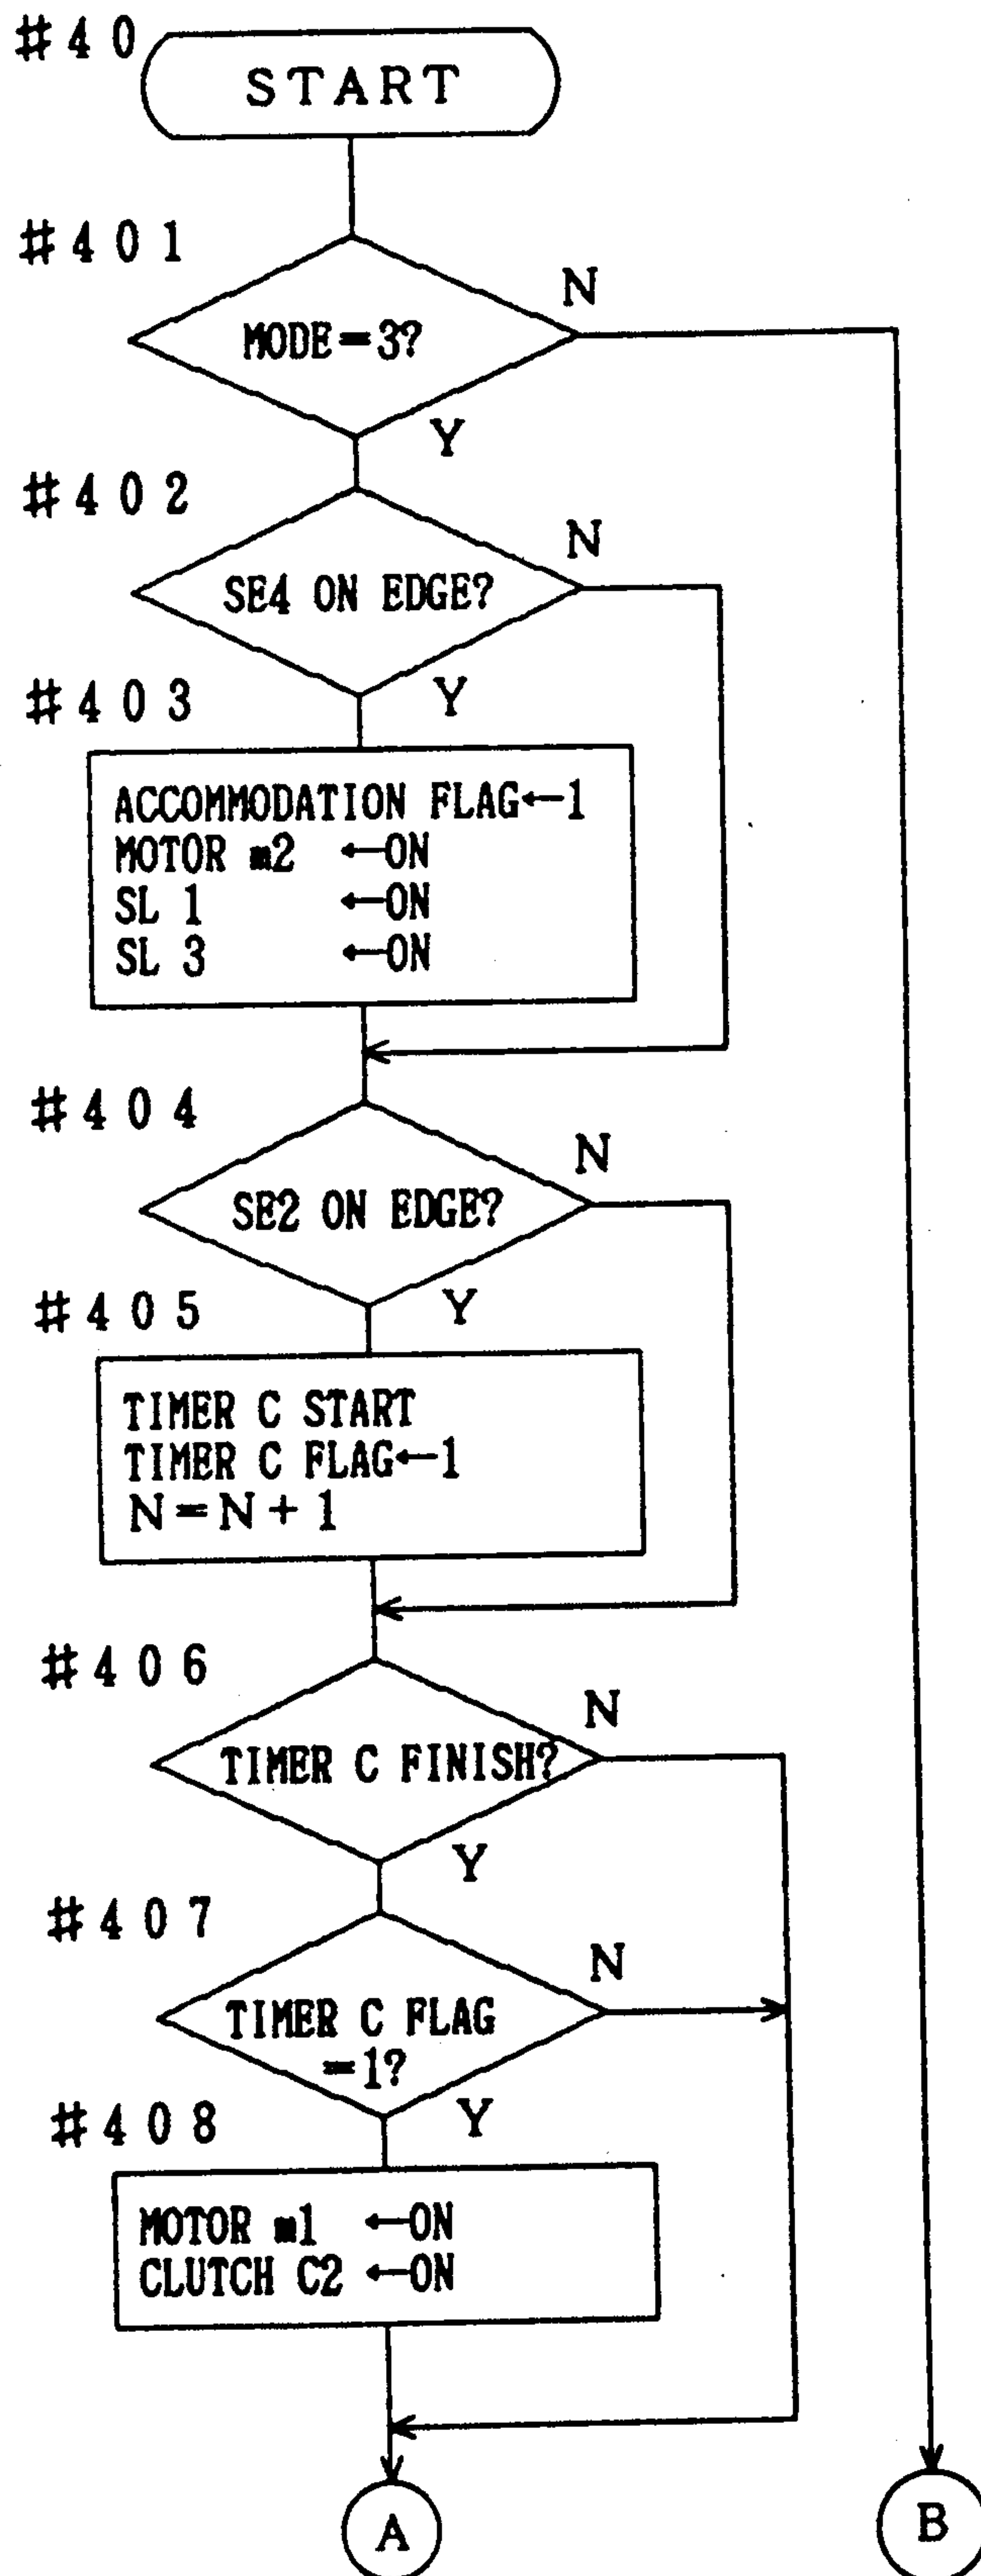 #40
START
#401
N
MODE=3?
Y
#402
N
SE4 ON EDGE?
Y
#403
ACCOMMODATION FLAG←1
MOTOR m2 ←ON
SL 1 ←ON
SL 3 ←ON
#404
N
SE2 ON EDGE?
Y
#405
TIMER C START
TIMER C FLAG←1
N=N+1
#406
N
TIMER C FINISH?
Y
#407
N
TIMER C FLAG
=1?
Y
#408
MOTOR m1 ←ON
CLUTCH C2 ←ON
A
B